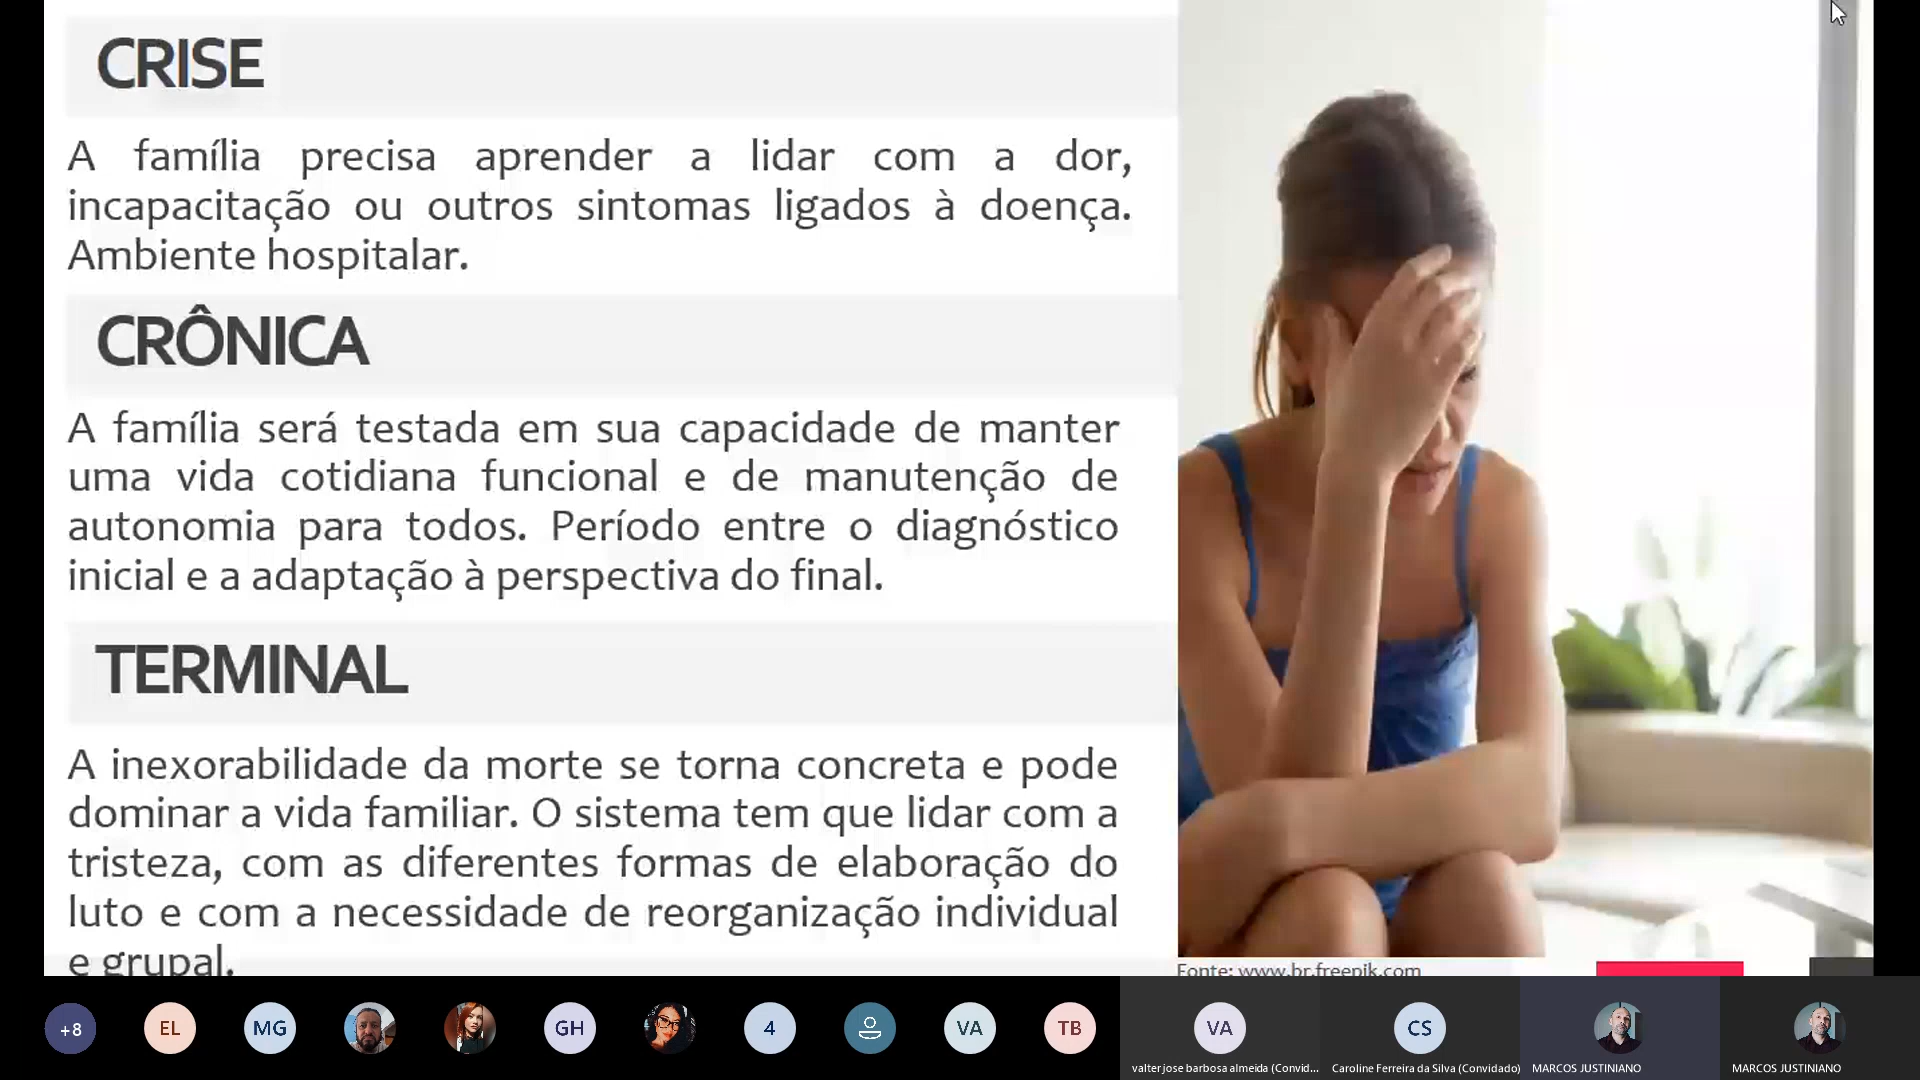 CRISE
A família precisa aprender a lidar com a dor,
incapacitação ou outros sintomas ligados à doença.
Ambiente hospitalar.
CRÔNICA
A família será testada em sua capacidade de manter
uma vida cotidiana funcional e de manutenção de
autonomia para todos. Período entre o diagnóstico
inicial e a adaptação à perspectiva do final.
TERMINAL
A inexorabilidade da morte se torna concreta e pode
dominar a vida familiar. O sistema tem que lidar com a
tristeza, com as diferentes formas de elaboração do
luto e com a necessidade de reorganização individual
e grupal.
Fonte: www.br.freepik.com
+8
EL
MG
GH
4
VA
TB
VA
CS
valter jose barbosa almeida (Convid...
Caroline Ferreira da Silva (Convidado)
MARCOS JUSTINIANO
MARCOS JUSTINIANO